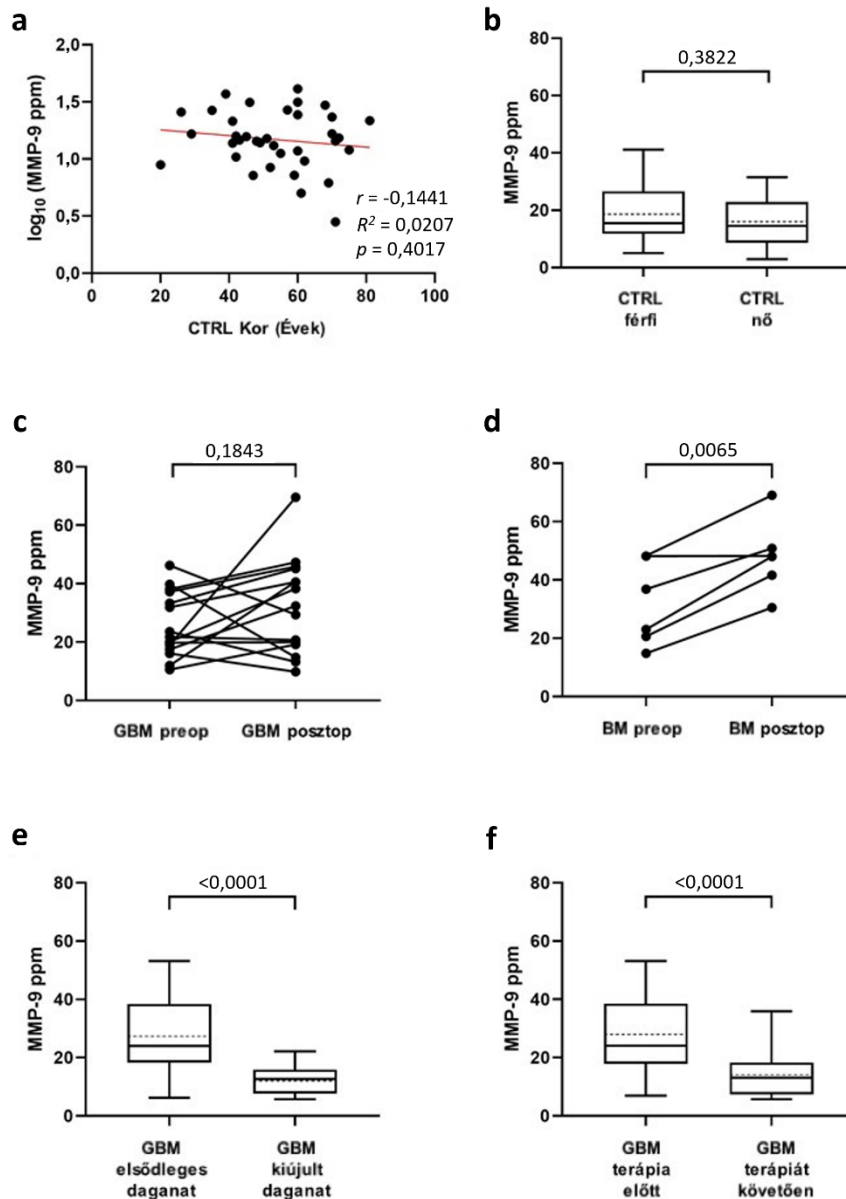 a
2,0
1,5
1,0
0,5
0,0
log10 (MMP-9 ppm)
r = -0,1441
R2 = 0,0207
p = 0,4017
0 20 40 60 80 100
CTRL Kor (Évek)
b
0,3822
80
60
40
20
0
MMP-9 ppm
CTRL
férfi
CTRL
nő
c
0,1843
80
60
40
20
0
MMP-9 ppm
GBM preop GBM posztop
d
0,0065
80
60
40
20
0
MMP-9 ppm
BM preop BM posztop
e
<0,0001
80
60
40
20
0
MMP-9 ppm
GBM
elsődleges
daganat
GBM
kiújult
daganat
f
<0,0001
80
60
40
20
0
MMP-9 ppm
GBM
terápia
előtt
GBM
terápiát
követően